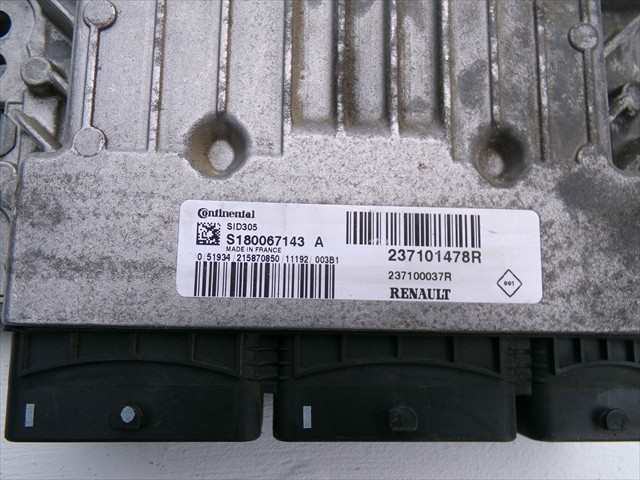 Continental
SID305
S180067143 A
MADE IN FRANCE
0 51934 215870850 11192 003B1
237101478R
237100037R
RENAULT
001